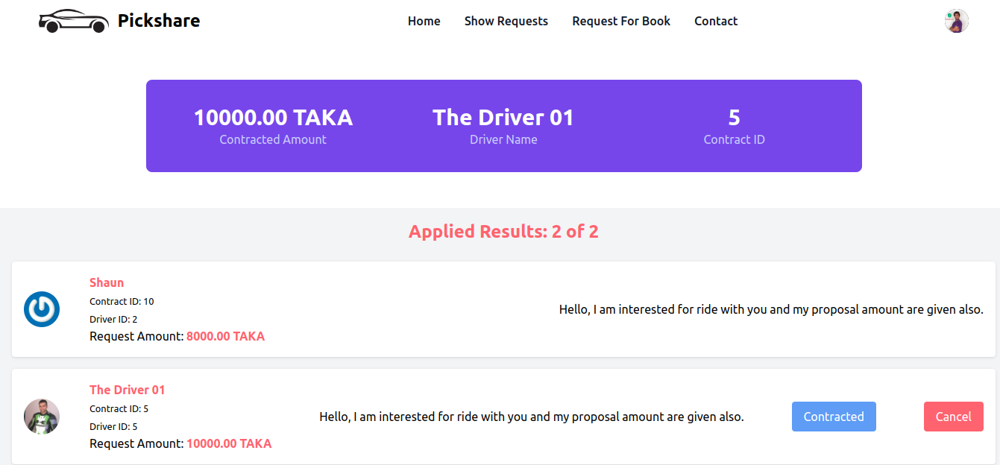 Pickshare
Home Show Requests Request For Book Contact
10000.00 TAKA The Driver 01 5
Contracted Amount Driver Name Contract ID
Applied Results: 2 of 2
Shaun
Contract ID: 10
Driver ID: 2
Request Amount: 8000.00 TAKA
Hello, I am interested for ride with you and my proposal amount are given also.
The Driver 01
Contract ID: 5
Driver ID: 5
Request Amount: 10000.00 TAKA
Hello, I am interested for ride with you and my proposal amount are given also.
Contracted Cancel